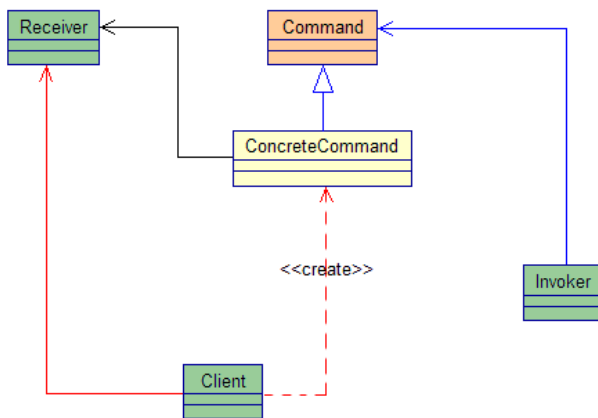 Receiver
Command
ConcreteCommand
<<create>>
Invoker
Client